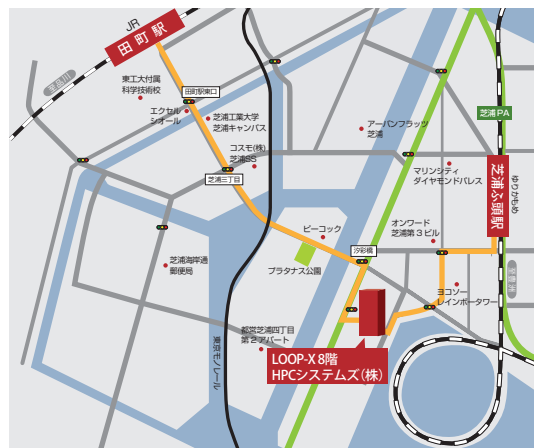 JR
田町駅
至品川
東工大付属
科学技術校
田町駅東口
エクセル
シオール
芝浦工業大学
芝浦キャンパス
コスモ(株)
芝浦SS
芝浦三丁目
アーバンフラッツ
芝浦
芝浦PA
マリンシティ
ダイヤモンドパレス
芝浦ふ頭駅
ゆりかもめ
ピーコック
汐彩橋
オンワード
芝浦第3ビル
芝浦海岸通
郵便局
プラタナス公園
ヨコソー
レインボータワー
都営芝浦四丁目
第2アパート
東京モノレール
LOOP-X 8階
HPCシステムズ(株)